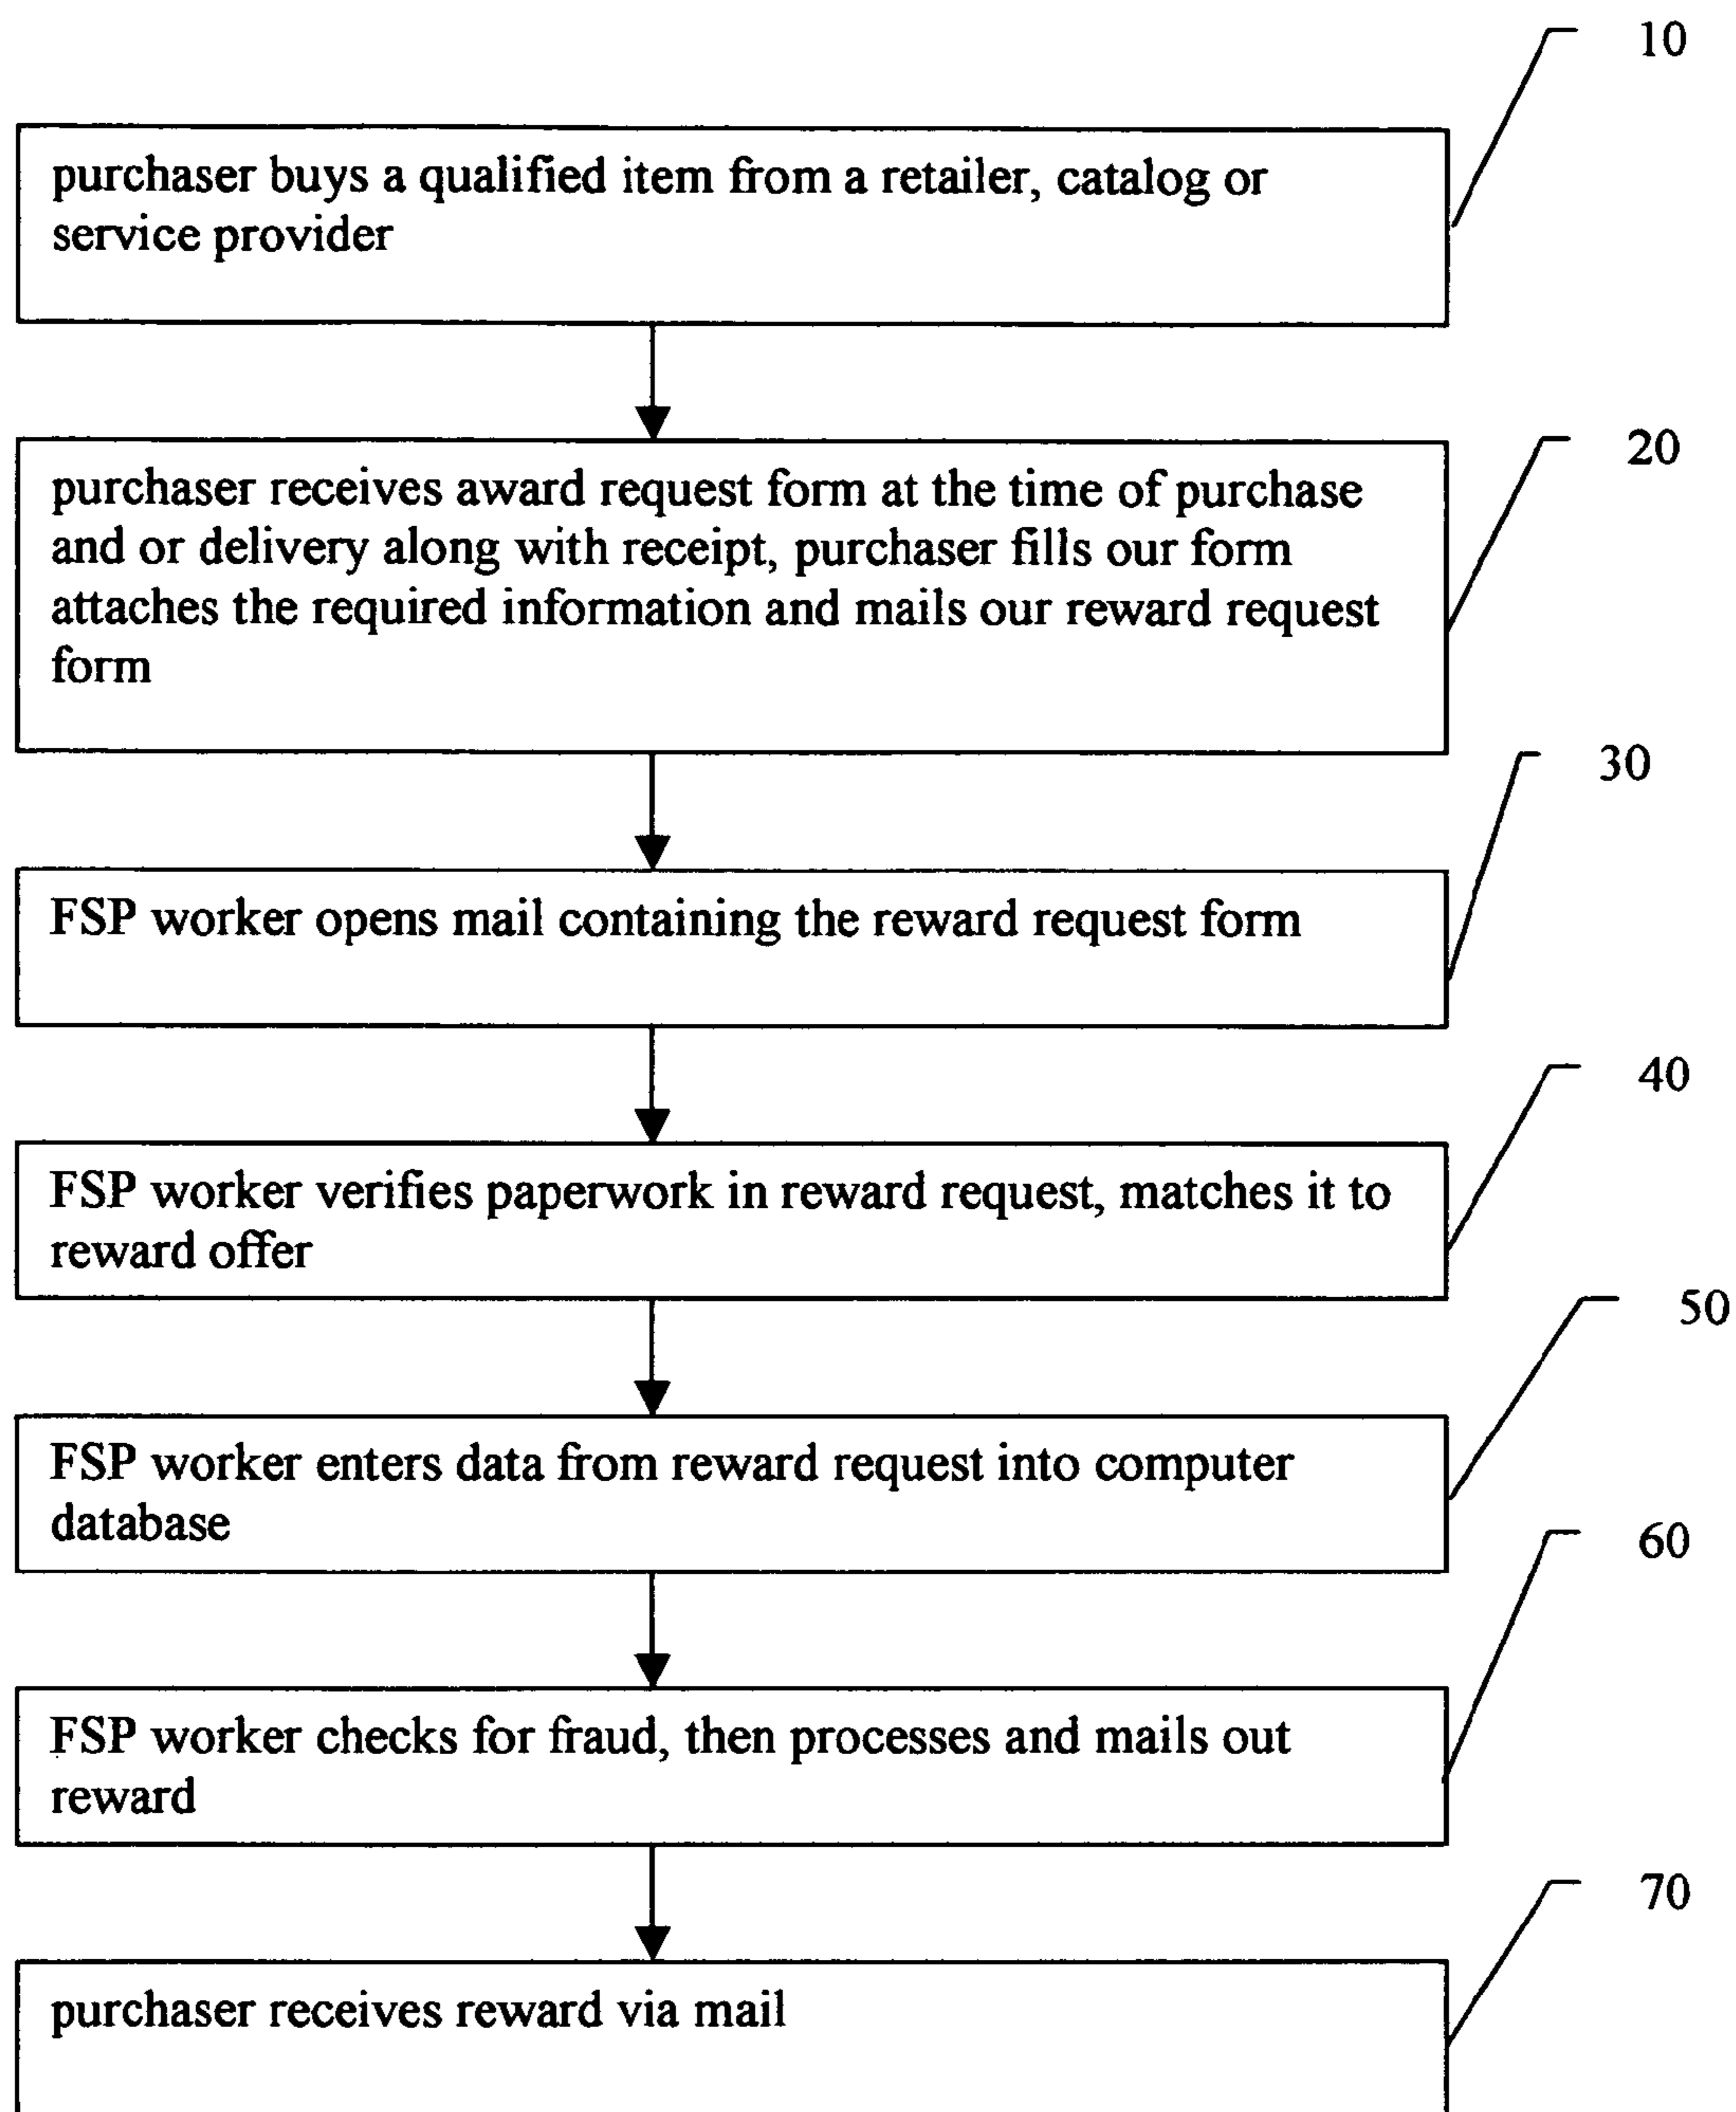 10
purchaser buys a qualified item from a retailer, catalog or
service provider
20
purchaser receives award request form at the time of purchase
and or delivery along with receipt, purchaser fills our form
attaches the required information and mails our reward request
form
30
FSP worker opens mail containing the reward request form
40
FSP worker verifies paperwork in reward request, matches it to
reward offer
50
FSP worker enters data from reward request into computer
database
60
FSP worker checks for fraud, then processes and mails out
reward
70
purchaser receives reward via mail